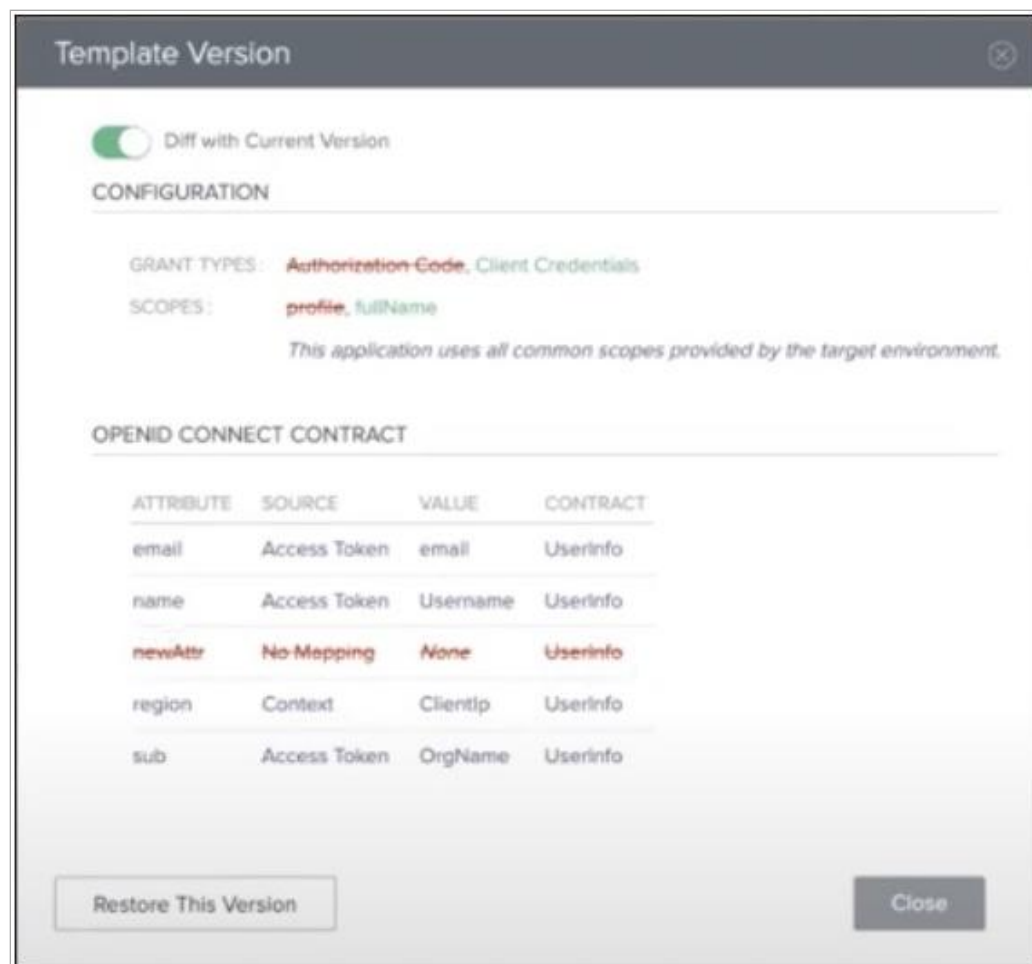 Template Version
Diff with Current Version
CONFIGURATION
GRANT TYPES: Authorization Code, Client Credentials
SCOPES: profile, fullName
This application uses all common scopes provided by the target environment.
OPENID CONNECT CONTRACT
ATTRIBUTE SOURCE VALUE CONTRACT
email Access Token email UserInfo
name Access Token Username UserInfo
newAttr No Mapping None UserInfo
region Context ClientIp UserInfo
sub Access Token OrgName UserInfo
Restore This Version Close